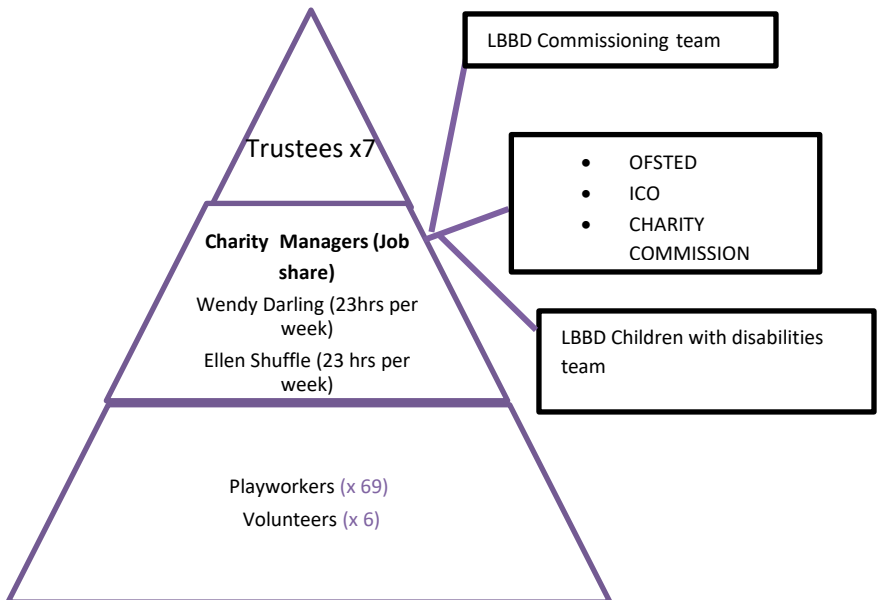 LBBD Commissioning team
Trustees x7
• OFSTED
• ICO
• CHARITY
COMMISSION
Charity Managers (Job
share)
Wendy Darling (23hrs per
week)
Ellen Shuffle (23 hrs per
week)
LBBD Children with disabilities
team
Playworkers (x 69)
Volunteers (x 6)